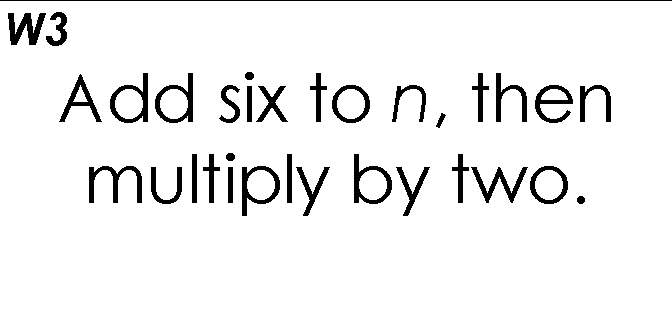 W3
Add six to n, then
multiply by two.